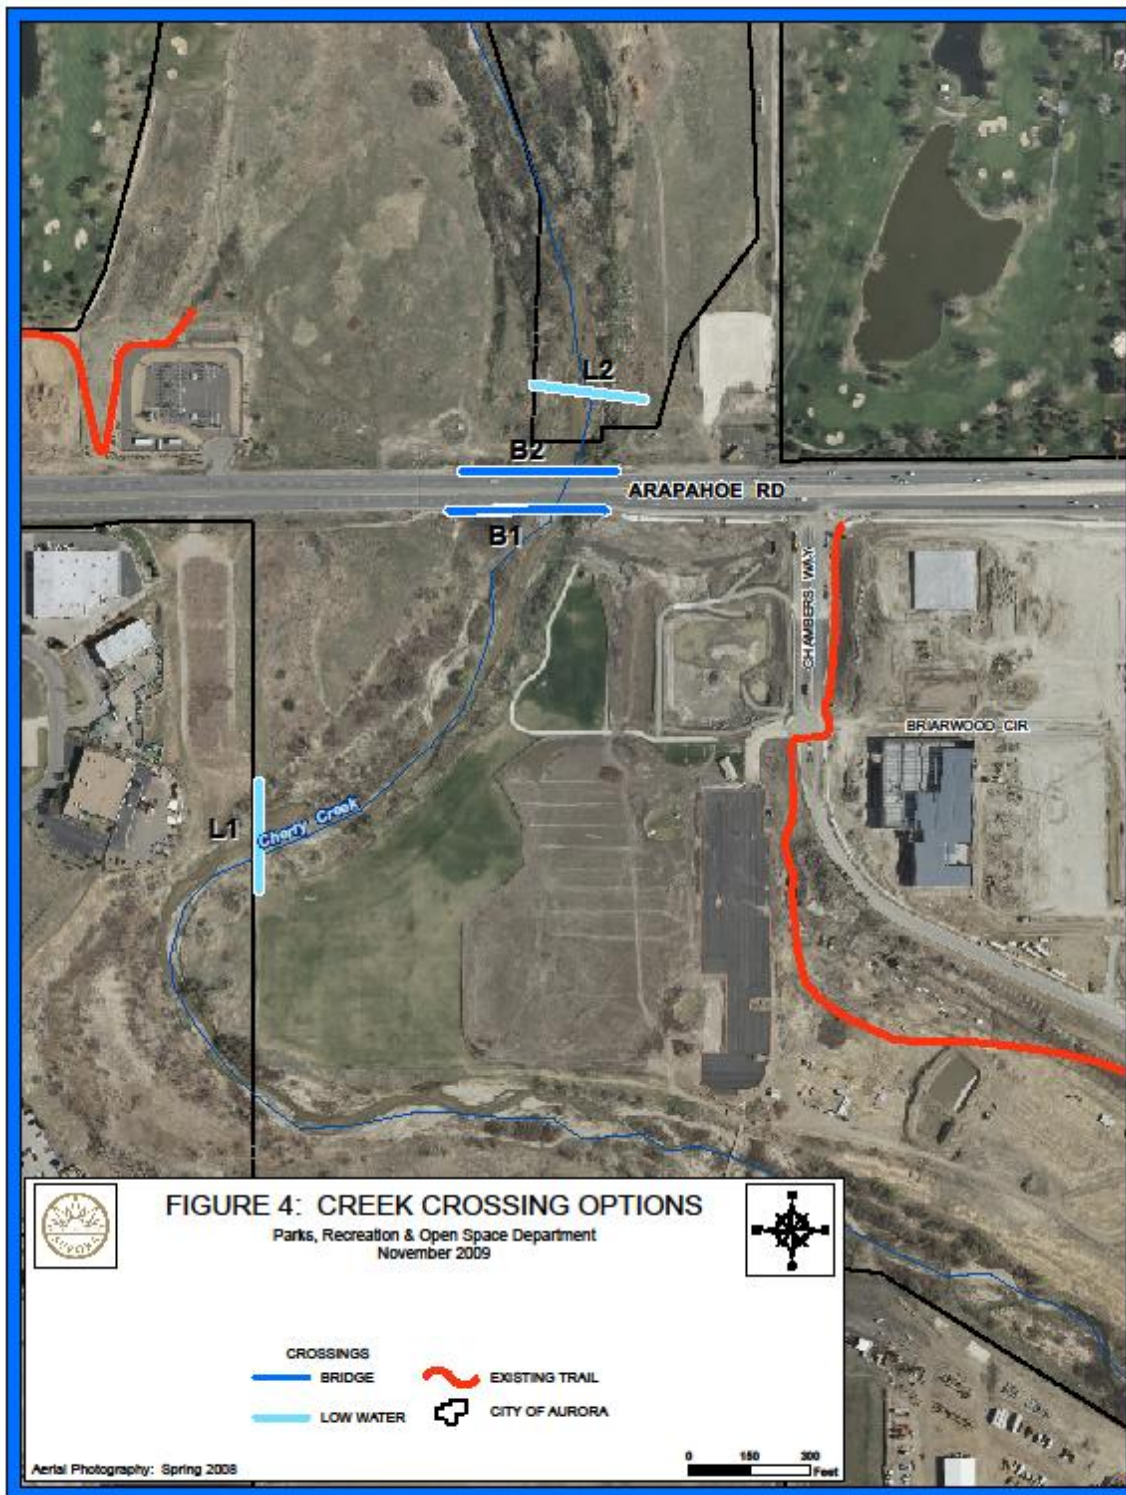 L2
B2
ARAPAHOE RD
B1
CHAMBERS WAY
BRIARWOOD CIR
L1
Cherry Creek
FIGURE 4: CREEK CROSSING OPTIONS
Parks, Recreation & Open Space Department
November 2009
AURORA
CROSSINGS
BRIDGE
EXISTING TRAIL
LOW WATER
CITY OF AURORA
0 150 300
Feet
Aerial Photography: Spring 2008